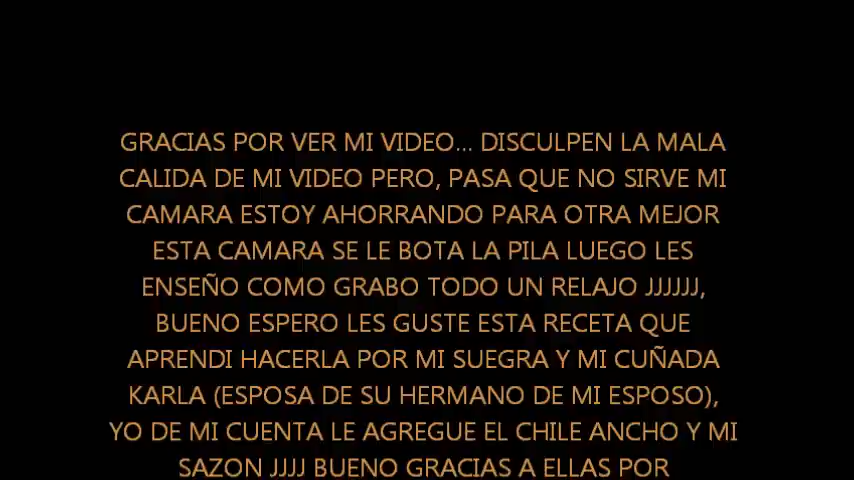 GRACIAS POR VER MI VIDEO... DISCULPEN LA MALA
CALIDA DE MI VIDEO PERO, PASA QUE NO SIRVE MI
CAMARA ESTOY AHORRANDO PARA OTRA MEJOR
ESTA CAMARA SE LE BOTA LA PILA LUEGO LES
ENSEÑO COMO GRABO TODO UN RELAJO JJJJJJ,
BUENO ESPERO LES GUSTE ESTA RECETA QUE
APRENDI HACERLA POR MI SUEGRA Y MI CUÑADA
KARLA (ESPOSA DE SU HERMANO DE MI ESPOSO),
YO DE MI CUENTA LE AGREGUE EL CHILE ANCHO Y MI
SAZON JJJJ BUENO GRACIAS A ELLAS POR